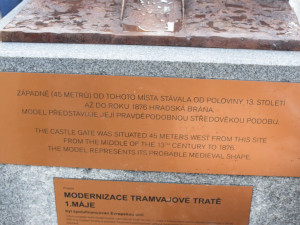 ZÁPADNĚ (45 METRŮ) OD TOHOTO MÍSTA STÁVALA OD POLOVINY 13. STOLETÍ
AŽ DO ROKU 1876 HRADSKÁ BRÁNA.
MODEL PŘEDSTAVUJE JEJÍ PRAVDĚPODOBNOU STŘEDOVĚKOU PODOBU.
THE CASTLE GATE WAS SITUATED 45 METERS WEST FROM THIS SITE
FROM THE MIDDLE OF THE 13TH CENTURY TO 1876.
THE MODEL REPRESENTS ITS PROBABLE MEDIEVAL SHAPE.
MODERNIZACE TRAMVAJOVÉ TRATĚ
1. MÁJE